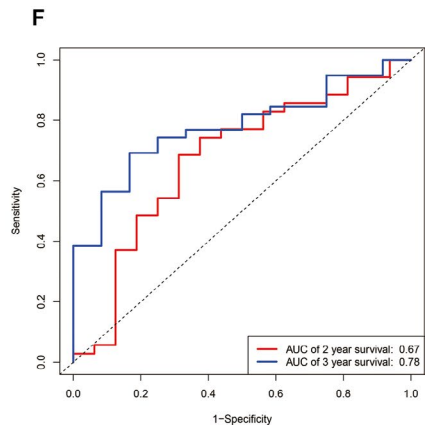 F
1.0
0.8
0.6
0.4
0.2
0.0
Sensitivity
AUC of 2 year survival: 0.67
AUC of 3 year survival: 0.78
0.0 0.2 0.4 0.6 0.8 1.0
1-Specificity